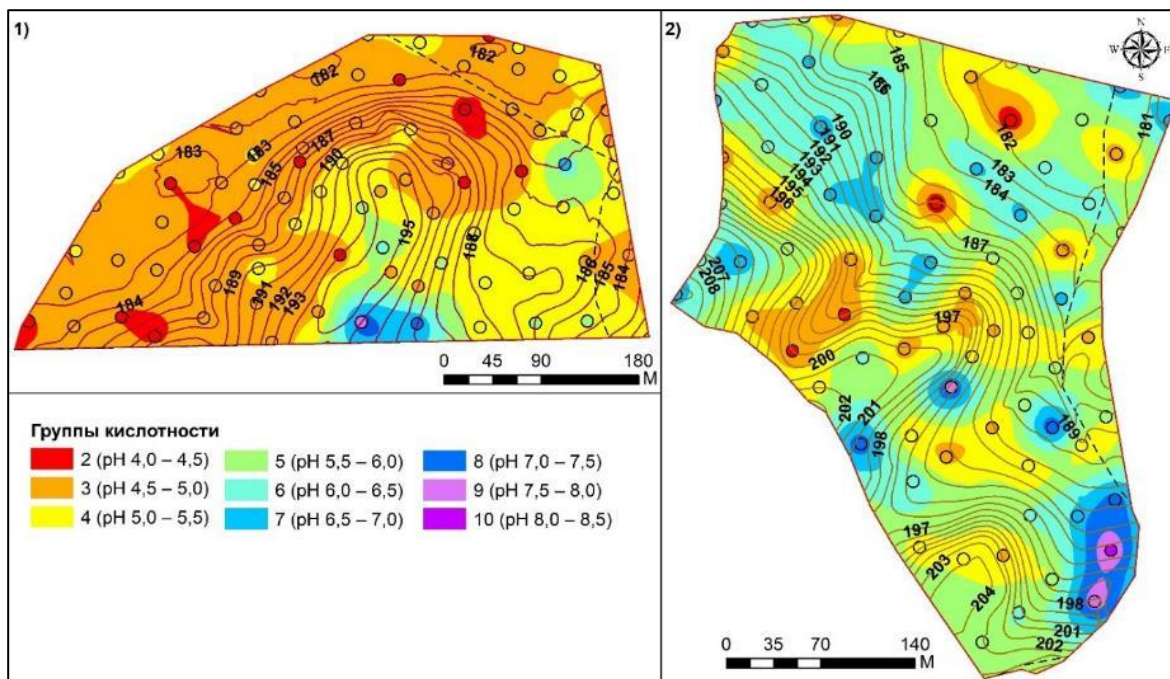 1)
182
182
183
183
187
185
190
195
188
189
191
192
193
184
186
185
184
0 45 90 180
М
Группы кислотности
2 (pH 4,0 – 4,5)
3 (pH 4,5 – 5,0)
4 (pH 5,0 – 5,5)
5 (pH 5,5 – 6,0)
6 (pH 6,0 – 6,5)
7 (pH 6,5 – 7,0)
8 (pH 7,0 – 7,5)
9 (pH 7,5 – 8,0)
10 (pH 8,0 – 8,5)
2)
N
W E
S
185
186
181
182
190
191
192
193
194
195
196
183
184
187
207
208
197
200
202
201
198
189
197
203
204
198
201
202
0 35 70 140
М